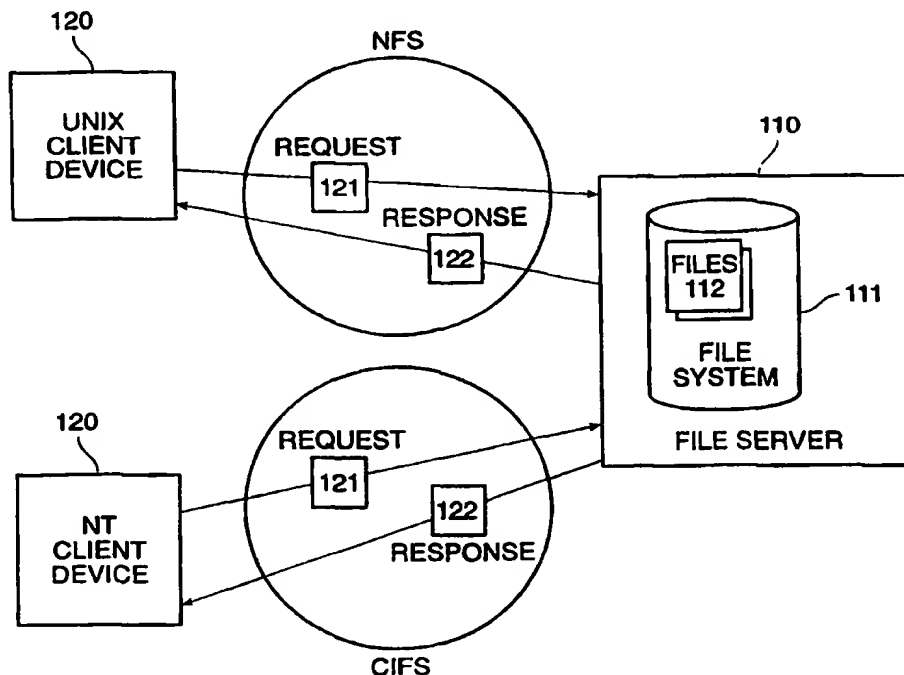 120
UNIX
CLIENT
DEVICE
NFS
REQUEST
121
RESPONSE
122
110
FILES
112
111
FILE
SYSTEM
FILE SERVER
120
NT
CLIENT
DEVICE
REQUEST
121
122
RESPONSE
CIFS